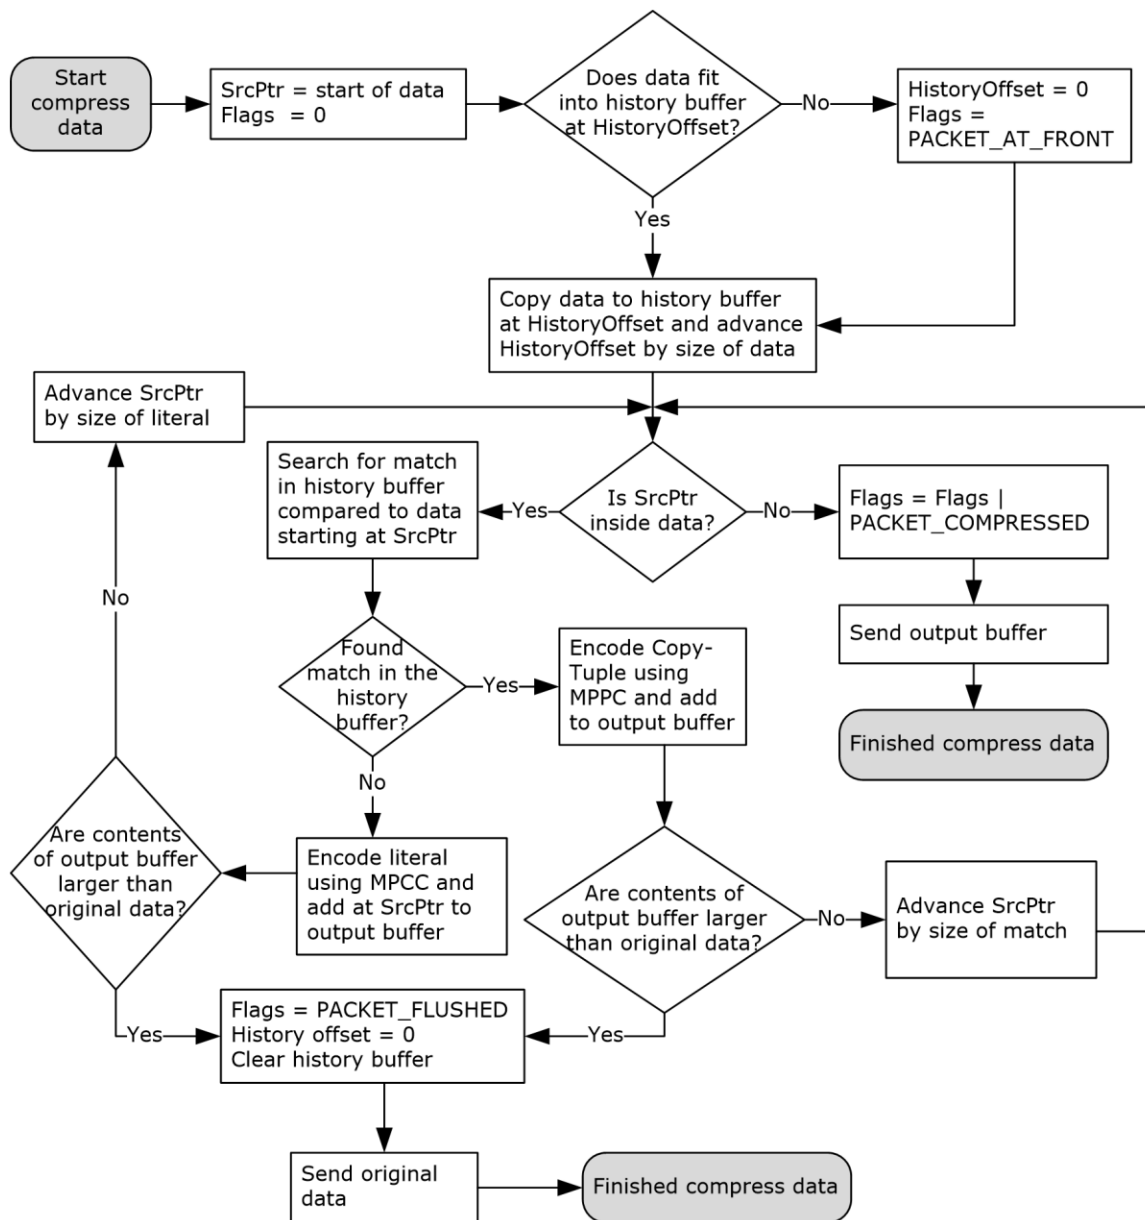 Start
compress
data
SrcPtr = start of data
Flags  = 0
Does data fit
into history buffer
at HistoryOffset?
No
HistoryOffset = 0
Flags =
PACKET_AT_FRONT
Yes
Copy data to history buffer
at HistoryOffset and advance
HistoryOffset by size of data
Advance SrcPtr
by size of literal
Search for match
in history buffer
compared to data
starting at SrcPtr
Yes
Is SrcPtr
inside data?
No
Flags = Flags |
PACKET_COMPRESSED
No
Send output buffer
Found
match in the
history
buffer?
Yes
Encode Copy-
Tuple using
MPPC and add
to output buffer
Finished compress data
No
Are contents
of output buffer
larger than
original data?
Encode literal
using MPCC and
add at SrcPtr to
output buffer
Are contents of
output buffer larger
than original data?
No
Advance SrcPtr
by size of match
Yes
Flags = PACKET_FLUSHED
History offset = 0
Clear history buffer
Yes
Send original
data
Finished compress data